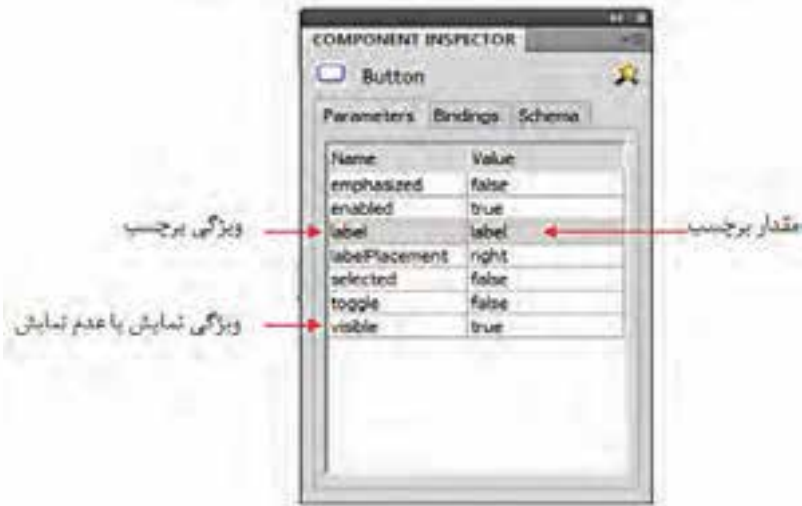 COMPONENT INSPECTOR
Button
Parameters Bindings Schema
Name Value
emphasized false
enabled true
label label
labelPlacement right
selected false
toggle false
visible true
ویژگی برچسب
مقدار برچسب
ویژگی نمایش یا عدم نمایش